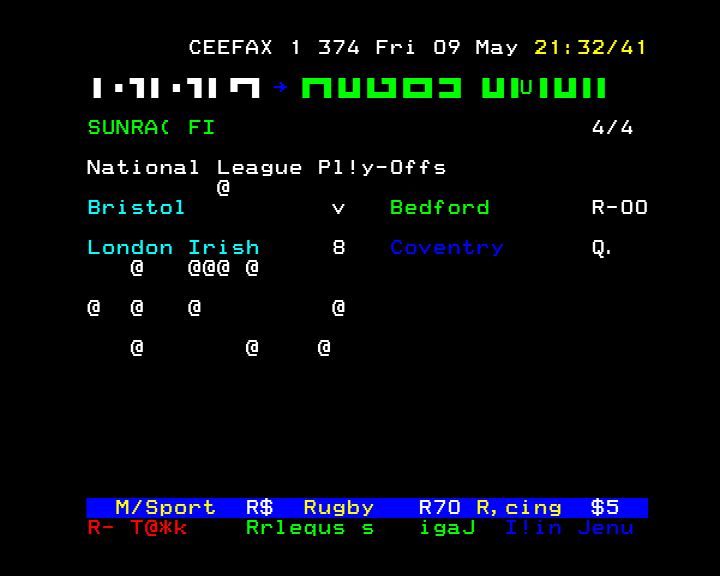 CEEFAX 1 374 Fri 09 May 21:32/41
SUNRA( FI 4/4
National League Pl!y-Offs
@
Bristol v Bedford R-00
London Irish 8 Coventry Q.
@ @@@ @
@ @ @ @
@ @ @
M/Sport R$ Rugby R70 R,cing $5
R- T@*k Rrlequs s igaJ I!in Jenu